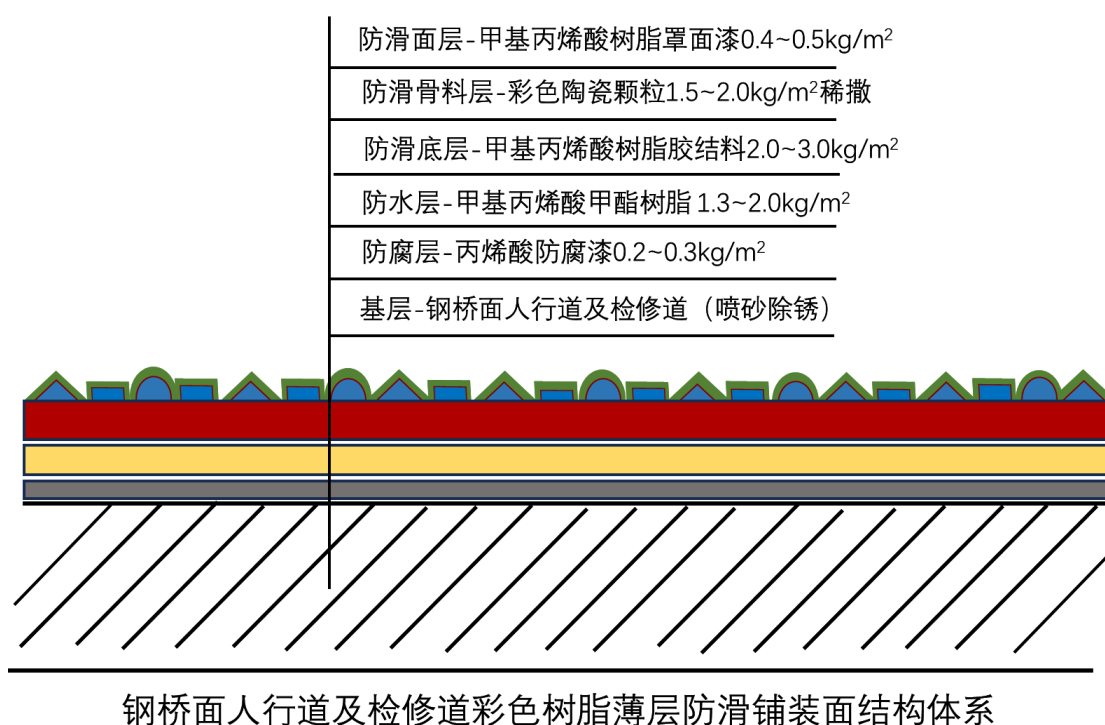 防滑面层-甲基丙烯酸树脂罩面漆0.4~0.5kg/m²
防滑骨料层-彩色陶瓷颗粒1.5~2.0kg/m²稀撒
防滑底层-甲基丙烯酸树脂胶结料2.0~3.0kg/m²
防水层-甲基丙烯酸甲酯树脂 1.3~2.0kg/m²
防腐层-丙烯酸防腐漆0.2~0.3kg/m²
基层-钢桥面人行道及检修道（喷砂除锈）
钢桥面人行道及检修道彩色树脂薄层防滑铺装面结构体系